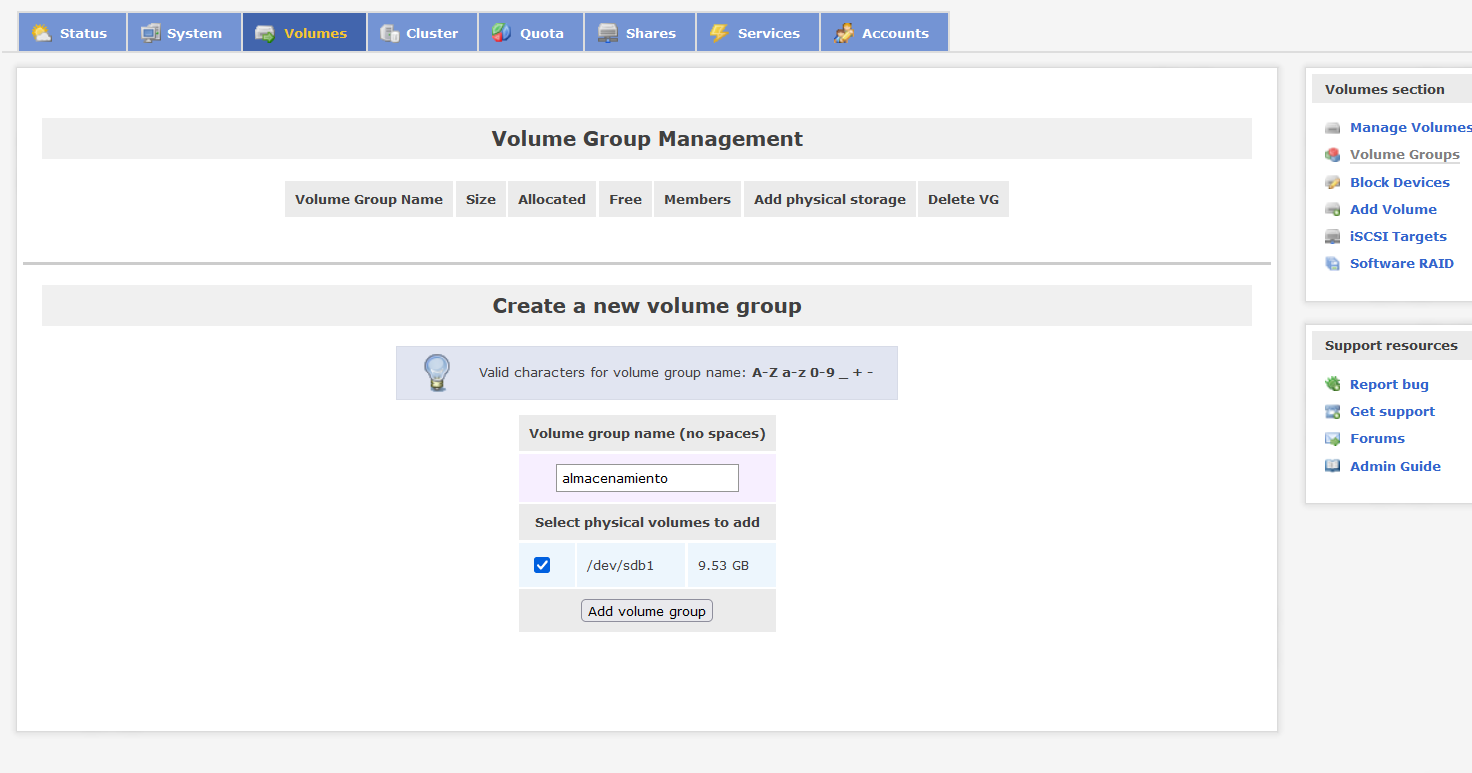 Status System Volumes Cluster Quota Shares Services Accounts
Volume Group Management
Volume Group Name Size Allocated Free Members Add physical storage Delete VG
Create a new volume group
Valid characters for volume group name: A-Z a-z 0-9 _ + -
Volume group name (no spaces)
almacenamiento
Select physical volumes to add
/dev/sdb1 9.53 GB
Add volume group
Volumes section
Manage Volumes
Volume Groups
Block Devices
Add Volume
iSCSI Targets
Software RAID
Support resources
Report bug
Get support
Forums
Admin Guide